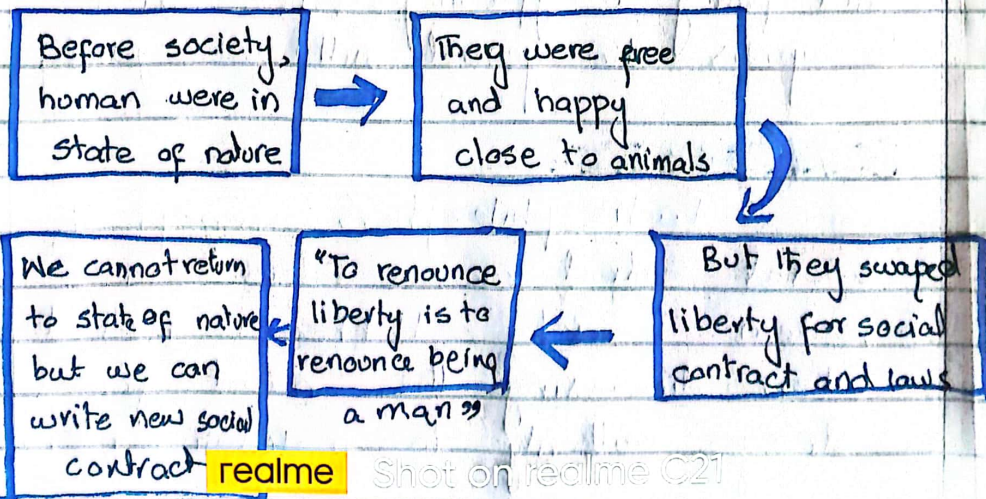 Before society,
human were in
state of nature
They were free
and happy
close to animals
But they swaped
liberty for social
contract and laws
"To renounce
liberty is to
renounce being
a man"
We cannot return
to state of nature
but we can
write new social
contract
realme Shot on realme C21